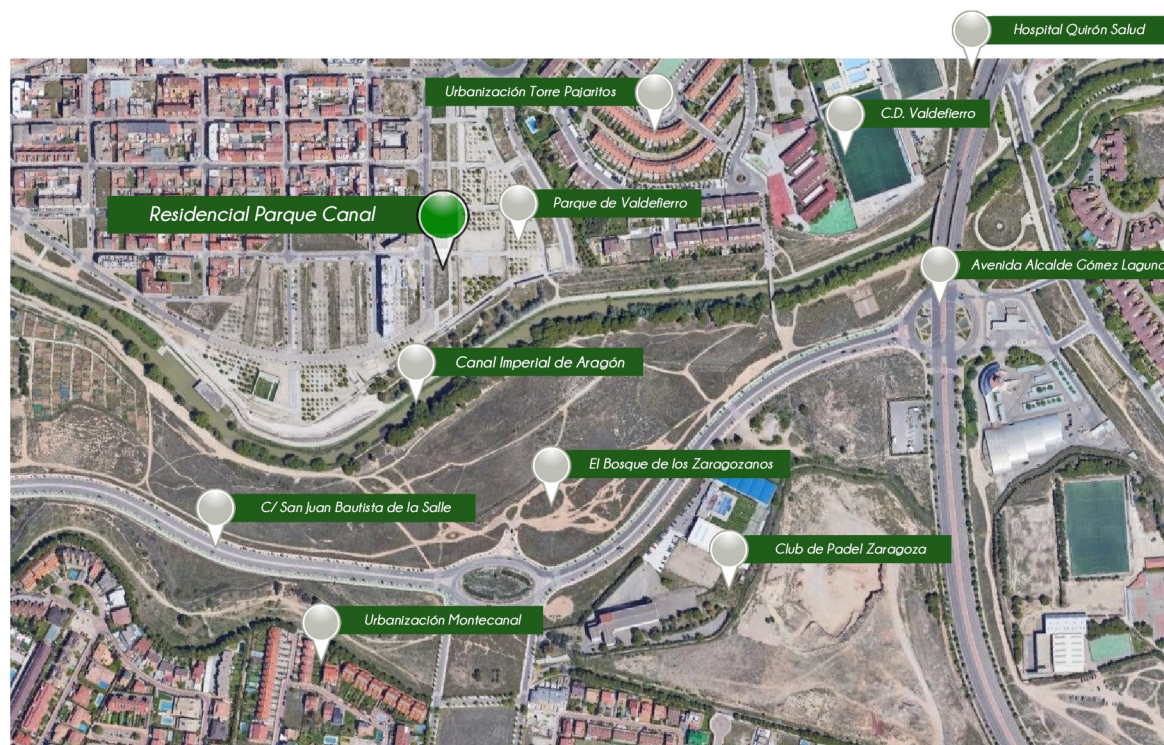 Hospital Quirón Salud
Urbanización Torre Pajaritos
C.D. Valdefierro
Residencial Parque Canal
Parque de Valdefierro
Avenida Alcalde Gómez Laguna
Canal Imperial de Aragón
El Bosque de los Zaragozanos
C/ San Juan Bautista de la Salle
Club de Padel Zaragoza
Urbanización Montecanal